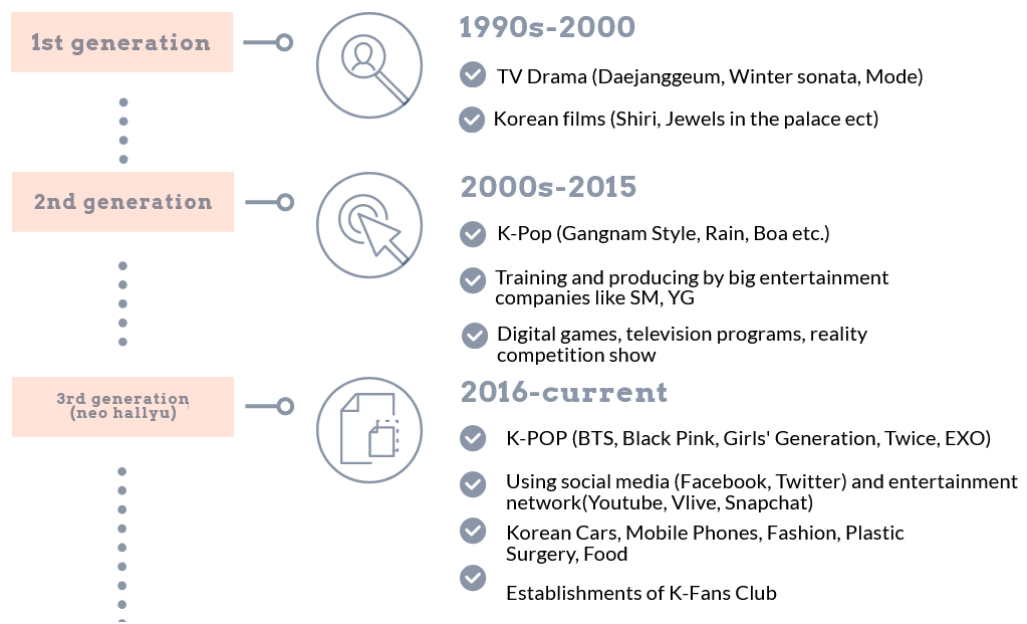 1st generation
1990s-2000
TV Drama (Daejanggeum, Winter sonata, Mode)
Korean films (Shiri, Jewels in the palace ect)
2nd generation
2000s-2015
K-Pop (Gangnam Style, Rain, Boa etc.)
Training and producing by big entertainment
companies like SM, YG
Digital games, television programs, reality
competition show
3rd generation
(neo hallyu)
2016-current
K-POP (BTS, Black Pink, Girls' Generation, Twice, EXO)
Using social media (Facebook, Twitter) and entertainment
network(Youtube, Vlive, Snapchat)
Korean Cars, Mobile Phones, Fashion, Plastic
Surgery, Food
Establishments of K-Fans Club